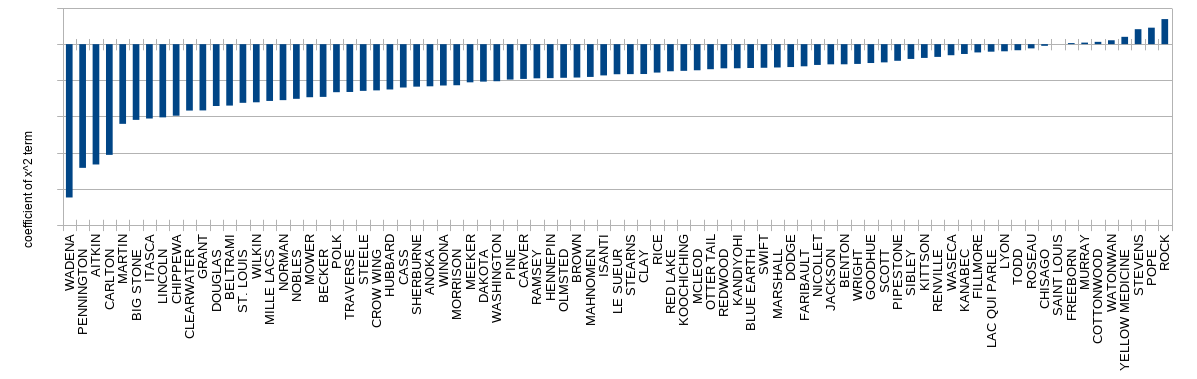 coefficient of x^2 term
WADENA
PENNINGTON
AITKIN
CARLTON
MARTIN
BIG STONE
ITASCA
LINCOLN
CHIPPEWA
CLEARWATER
GRANT
DOUGLAS
BELTRAMI
ST. LOUIS
WILKIN
MILLE LACS
NORMAN
NOBLES
MOWER
BECKER
POLK
TRAVERSE
STEELE
CROW WING
HUBBARD
CASS
SHERBURNE
ANOKA
WINONA
MORRISON
MEEKER
DAKOTA
WASHINGTON
PINE
CARVER
RAMSEY
HENNEPIN
OLMSTED
BROWN
MAHNOMEN
ISANTI
LE SUEUR
STEARNS
CLAY
RICE
RED LAKE
KOOCHICHING
MCLEOD
OTTER TAIL
REDWOOD
KANDIYOHI
BLUE EARTH
SWIFT
MARSHALL
DODGE
FARIBAULT
NICOLLET
JACKSON
BENTON
WRIGHT
GOODHUE
SCOTT
PIPESTONE
SIBLEY
KITTSON
RENVILLE
WASECA
KANABEC
FILLMORE
LAC QUI PARLE
LYON
TODD
ROSEAU
CHISAGO
SAINT LOUIS
FREEBORN
MURRAY
COTTONWOOD
WATONWAN
YELLOW MEDICINE
STEVENS
POPE
ROCK